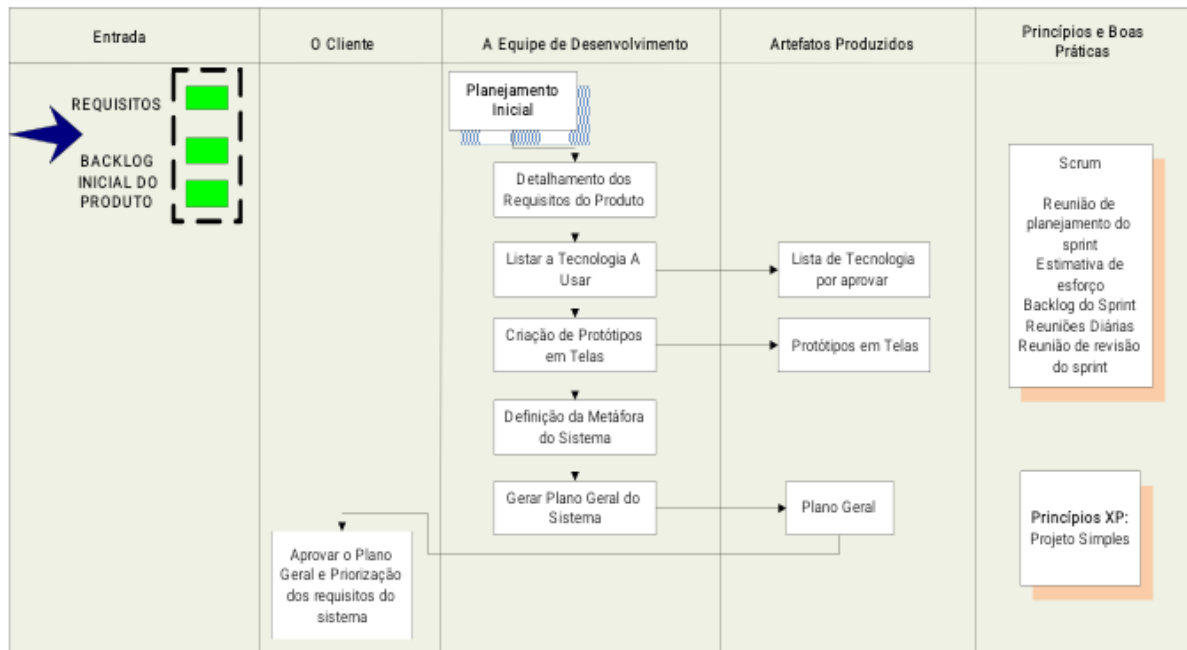 Entrada
O Cliente
A Equipe de Desenvolvimento
Artefatos Produzidos
Princípios e Boas
Práticas
REQUISITOS
BACKLOG
INICIAL DO
PRODUTO
Planejamento
Inicial
Detalhamento dos
Requisitos do Produto
Listar a Tecnologia A
Usar
Lista de Tecnologia
por aprovar
Criação de Protótipos
em Telas
Protótipos em Telas
Definição da Metáfora
do Sistema
Gerar Plano Geral do
Sistema
Plano Geral
Aprovar o Plano
Geral e Priorização
dos requisitos do
sistema
Scrum
Reunião de
planejamento do
sprint
Estimativa de
esforço
Backlog do Sprint
Reuniões Diárias
Reunião de revisão
do sprint
Princípios XP:
Projeto Simples